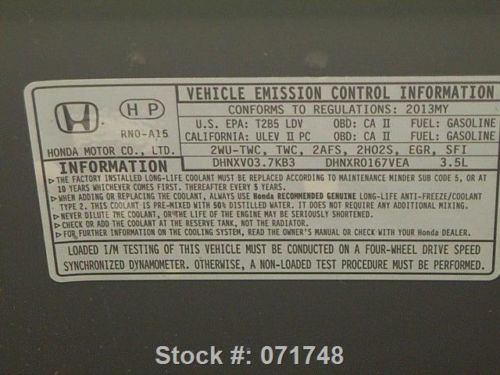 VEHICLE EMISSION CONTROL INFORMATION
CONFORMS TO REGULATIONS: 2013MY
U.S. EPA: T2B5 LDV OBD: CA II FUEL: GASOLINE
CALIFORNIA: ULEV II PC OBD: CA II FUEL: GASOLINE
2WU-TWC, TWC, 2AFS, 2HO2S, EGR, SFI
DHNXV03.7KB3 DHNXR0167VEA 3.5L
H P
RN0-A15
HONDA MOTOR CO., LTD.
INFORMATION
▷THE FACTORY INSTALLED LONG-LIFE COOLANT MUST BE REPLACED ACCORDING TO MAINTENANCE MINDER SUB CODE 5, OR AT
10 YEARS WHICHEVER COMES FIRST. THEREAFTER EVERY 5 YEARS.
▷WHEN ADDING OR REPLACING THE COOLANT, ALWAYS USE Honda RECOMMENDED GENUINE LONG-LIFE ANTI-FREEZE/COOLANT
TYPE 2. THIS COOLANT IS PRE-MIXED WITH 50% DISTILLED WATER, AND IT DOES NOT REQUIRE ANY ADDITIONAL MIXING.
▷UNLESS DONE SO, THE DURABILITY/LIFE OF THE ENGINE MAY BE SERIOUSLY SHORTENED.
▷CHECK OR ADD THE COOLANT AT THE RESERVE TANK, NOT THE RADIATOR.
▷FOR FURTHER INFORMATION ON THE COOLING SYSTEM, READ THE OWNER'S MANUAL OR CHECK WITH YOUR Honda DEALER.
LOADED I/M TESTING OF THIS VEHICLE MUST BE CONDUCTED ON A FOUR-WHEEL DRIVE SPEED
SYNCHRONIZED DYNAMOMETER. OTHERWISE, A NON-LOADED TEST PROCEDURE MUST BE PERFORMED.
Stock #: 071748